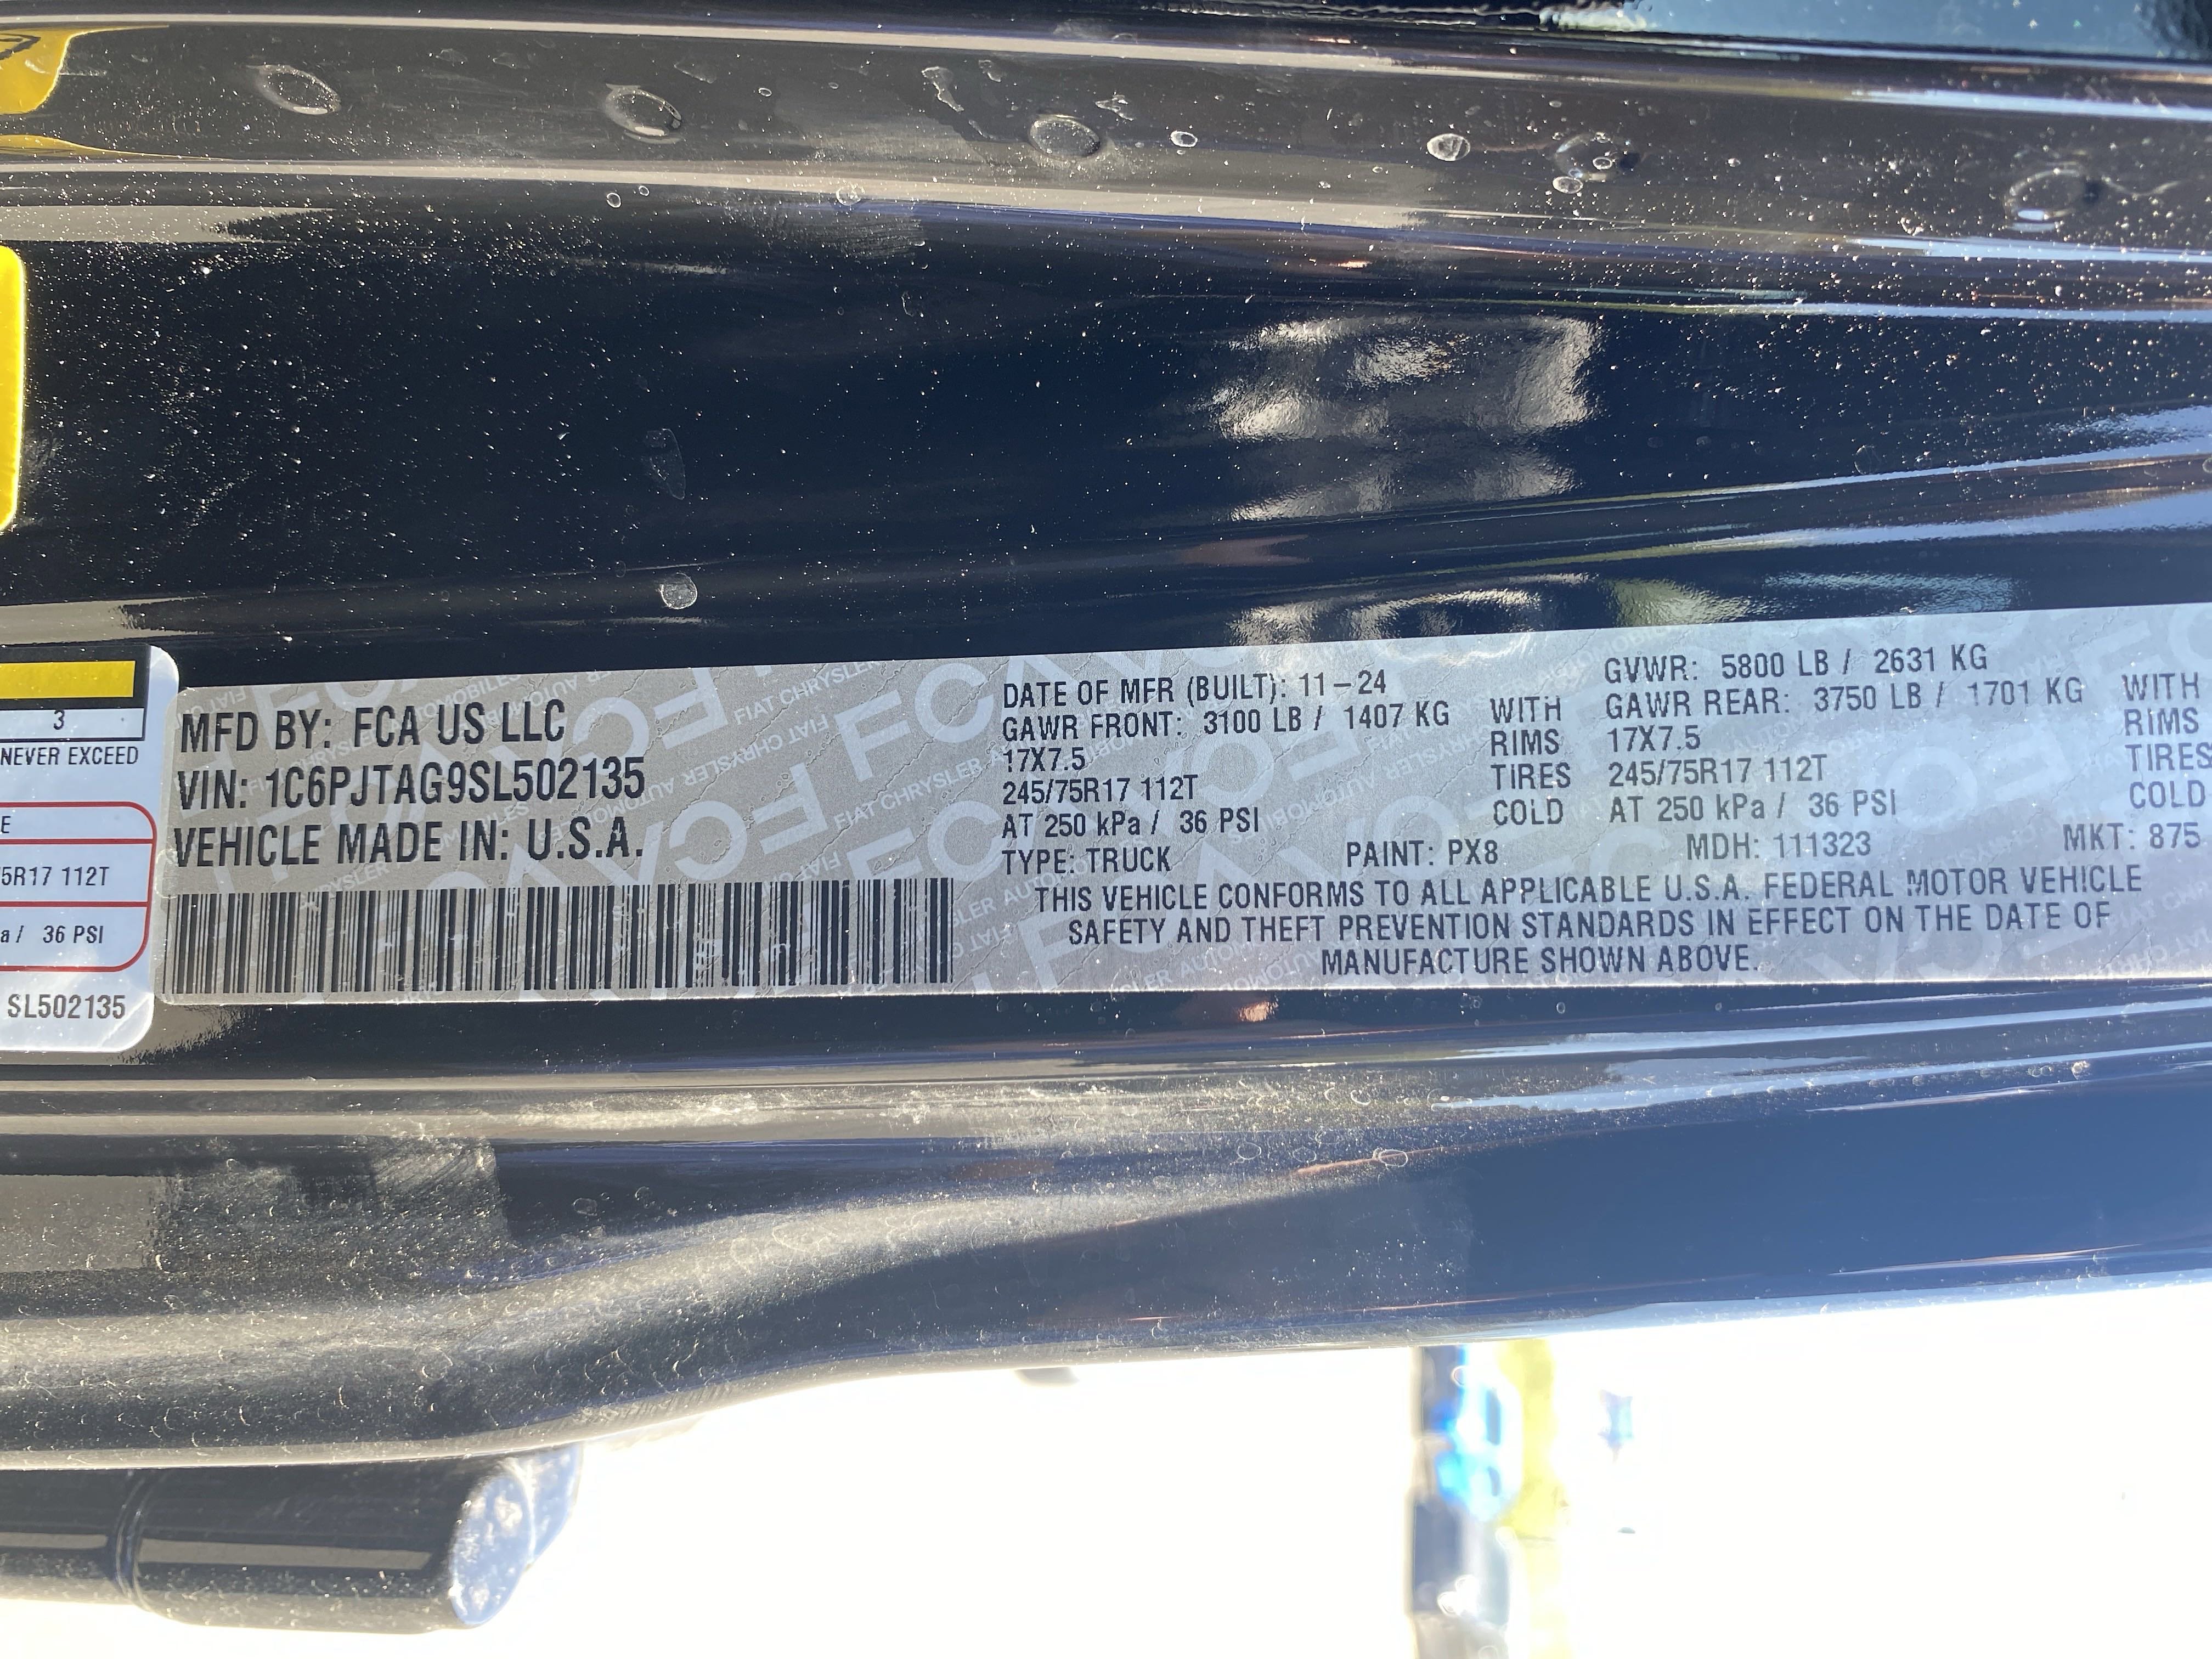 3
NEVER EXCEED
E
5R17 112T
a / 36 PSI
SL502135
MFD BY: FCA US LLC
VIN: 1C6PJTAG9SL502135
VEHICLE MADE IN: U.S.A.
DATE OF MFR (BUILT): 11-24
GAWR FRONT: 3100 LB / 1407 KG
17X7.5
245/75R17 112T
AT 250 kPa / 36 PSI
WITH
RIMS
TIRES
COLD
GVWR: 5800 LB / 2631 KG
GAWR REAR: 3750 LB / 1701 KG
17X7.5
245/75R17 112T
AT 250 kPa / 36 PSI
WITH
RIMS
TIRES
COLD
TYPE: TRUCK PAINT: PX8 MDH: 111323 MKT: 875
THIS VEHICLE CONFORMS TO ALL APPLICABLE U.S.A. FEDERAL MOTOR VEHICLE
SAFETY AND THEFT PREVENTION STANDARDS IN EFFECT ON THE DATE OF
MANUFACTURE SHOWN ABOVE.